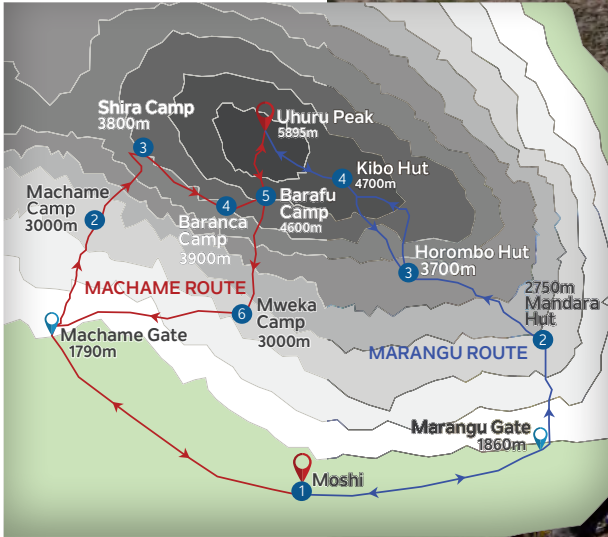 Shira Camp
3800m
3
Uhuru Peak
5895m
4
Kibo Hut
4700m
Machame
Camp
3000m
2
4
Baranca
Camp
3900m
5
Barafu
Camp
4600m
Horombo Hut
3700m
3
MACHAME ROUTE
2750m
Mandara
Hut
2
6
Mweka
Camp
3000m
Machame Gate
1790m
MARANGU ROUTE
Marangu Gate
1860m
Moshi
1